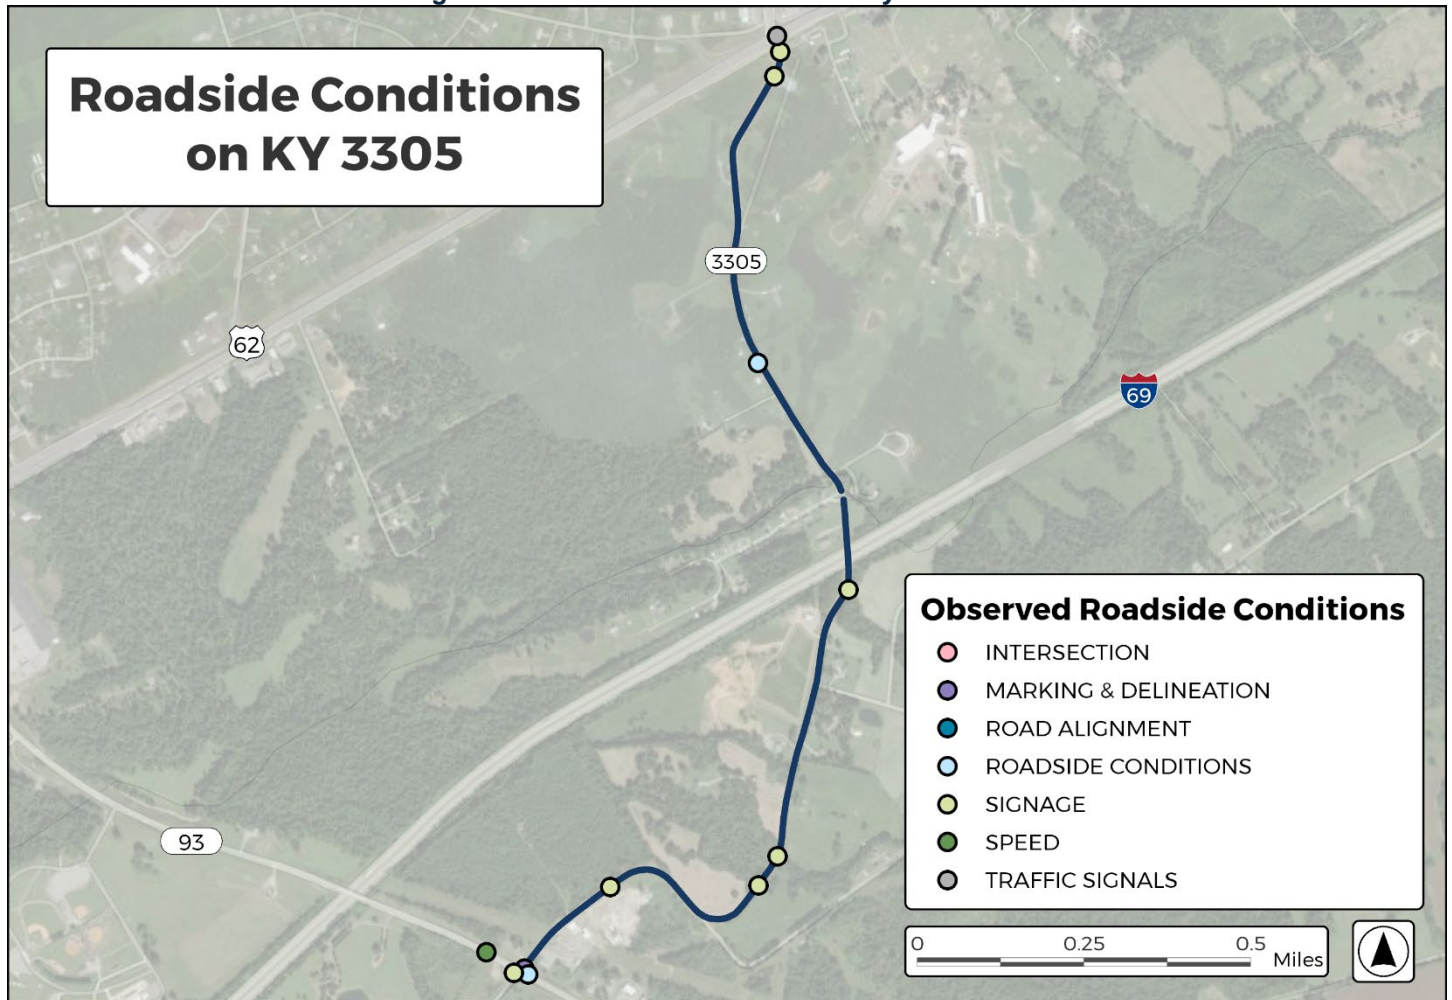 Roadside Conditions
on KY 3305
3305
62
69
93
Observed Roadside Conditions
INTERSECTION
MARKING & DELINEATION
ROAD ALIGNMENT
ROADSIDE CONDITIONS
SIGNAGE
SPEED
TRAFFIC SIGNALS
0 0.25 0.5
Miles